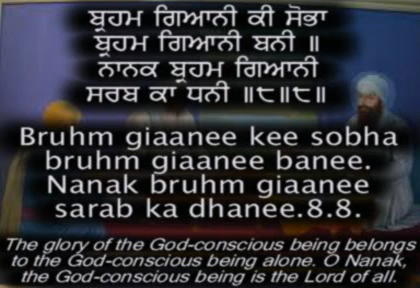 ਬ੍ਰਹਮ ਗਿਆਨੀ ਕੀ ਸੋਭਾ
ਬ੍ਰਹਮ ਗਿਆਨੀ ਬਨੀ ॥
ਨਾਨਕ ਬ੍ਰਹਮ ਗਿਆਨੀ
ਸਰਬ ਕਾ ਧਨੀ ॥੮॥੮॥
Bruhm giaanee kee sobha
bruhm giaanee banee.
Nanak bruhm giaanee
sarab ka dhanee.8.8.
The glory of the God-conscious being belongs
to the God-conscious being alone. O Nanak,
the God-conscious being is the Lord of all.